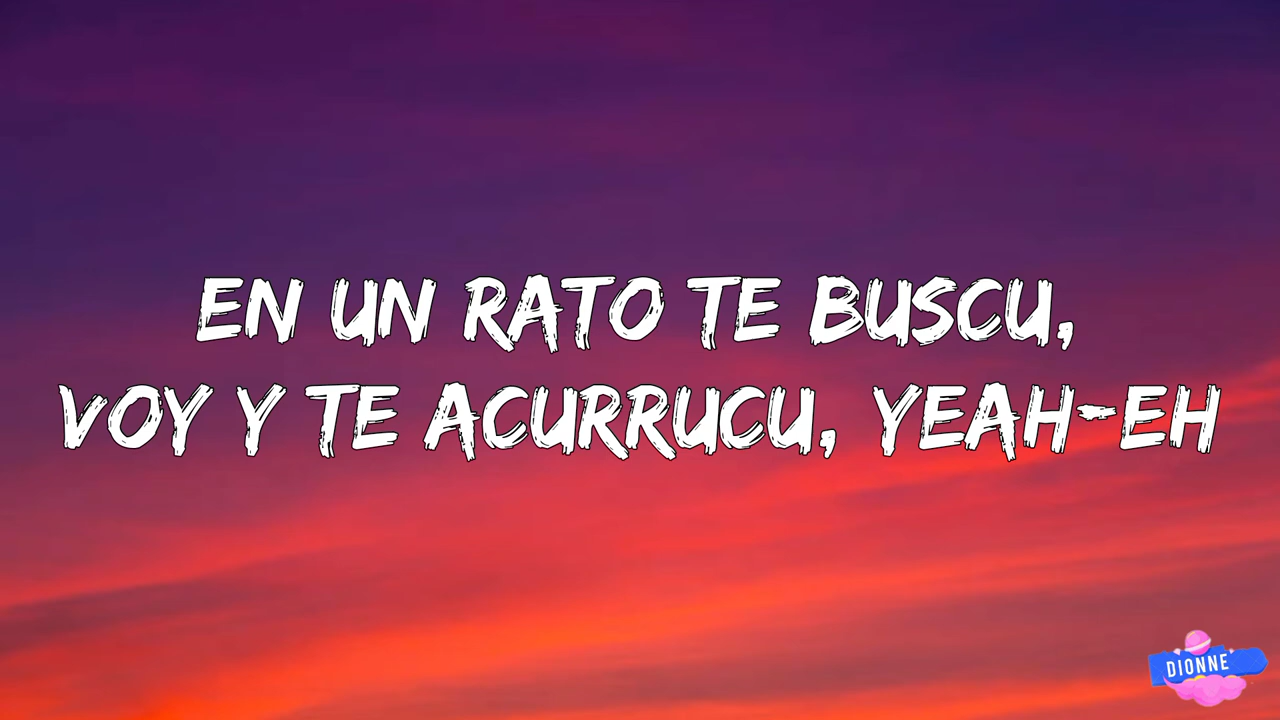 EN UN RATO TE BUSCU,
VOY Y TE ACURRUCU, YEAH-EH
DIONNE